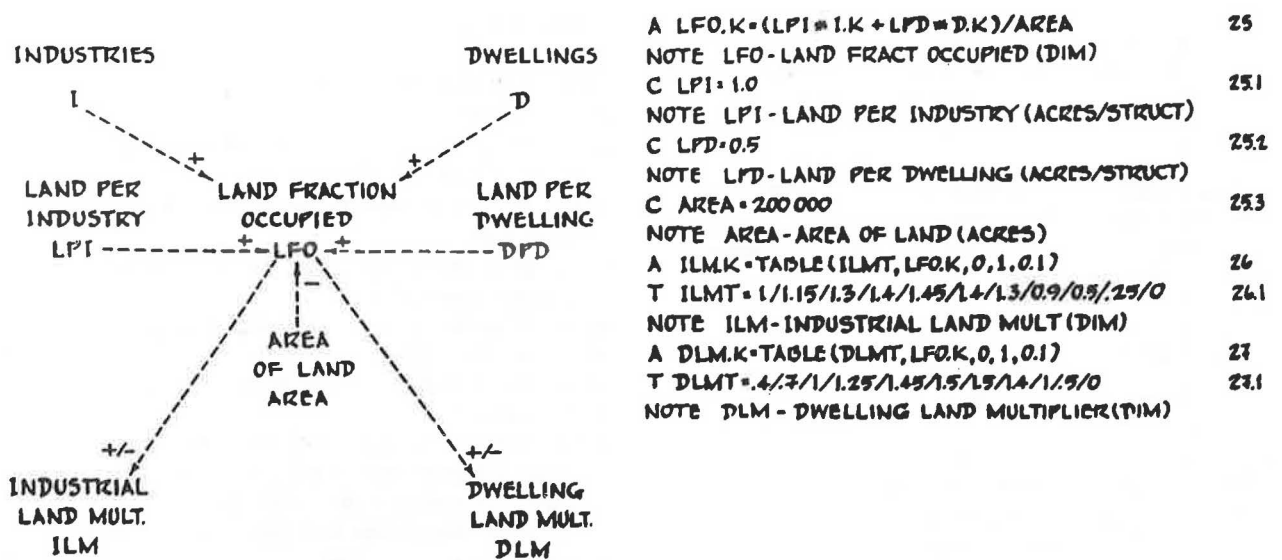 INDUSTRIES
I
DWELLINGS
D
LAND PER
INDUSTRY
LPI
LAND FRACTION
OCCUPIED
LFO
LAND PER
DWELLING
DPD
+
+
+
+
–
AREA
OF LAND
AREA
+/–
+/–
INDUSTRIAL
LAND MULT.
ILM
DWELLING
LAND MULT.
DLM
A LFO.K=(LPI*I.K+LPD*D.K)/AREA 25
NOTE LFO-LAND FRACT OCCUPIED (DIM)
C LPI=1.0 25.1
NOTE LPI-LAND PER INDUSTRY (ACRES/STRUCT)
C LPD=0.5 25.2
NOTE LPD-LAND PER DWELLING (ACRES/STRUCT)
C AREA=200000 25.3
NOTE AREA-AREA OF LAND (ACRES)
A ILM.K=TABLE(ILMT,LFO.K,0,1,0.1) 26
T ILMT=1/1.15/1.3/1.4/1.45/1.4/1.3/0.9/0.5/.25/0 26.1
NOTE ILM-INDUSTRIAL LAND MULT (DIM)
A DLM.K=TABLE(DLMT,LFO.K,0,1,0.1) 27
T DLMT=.4/.7/1/1.25/1.45/1.5/1.5/1.4/1/.5/0 27.1
NOTE DLM-DWELLING LAND MULTIPLIER (DIM)